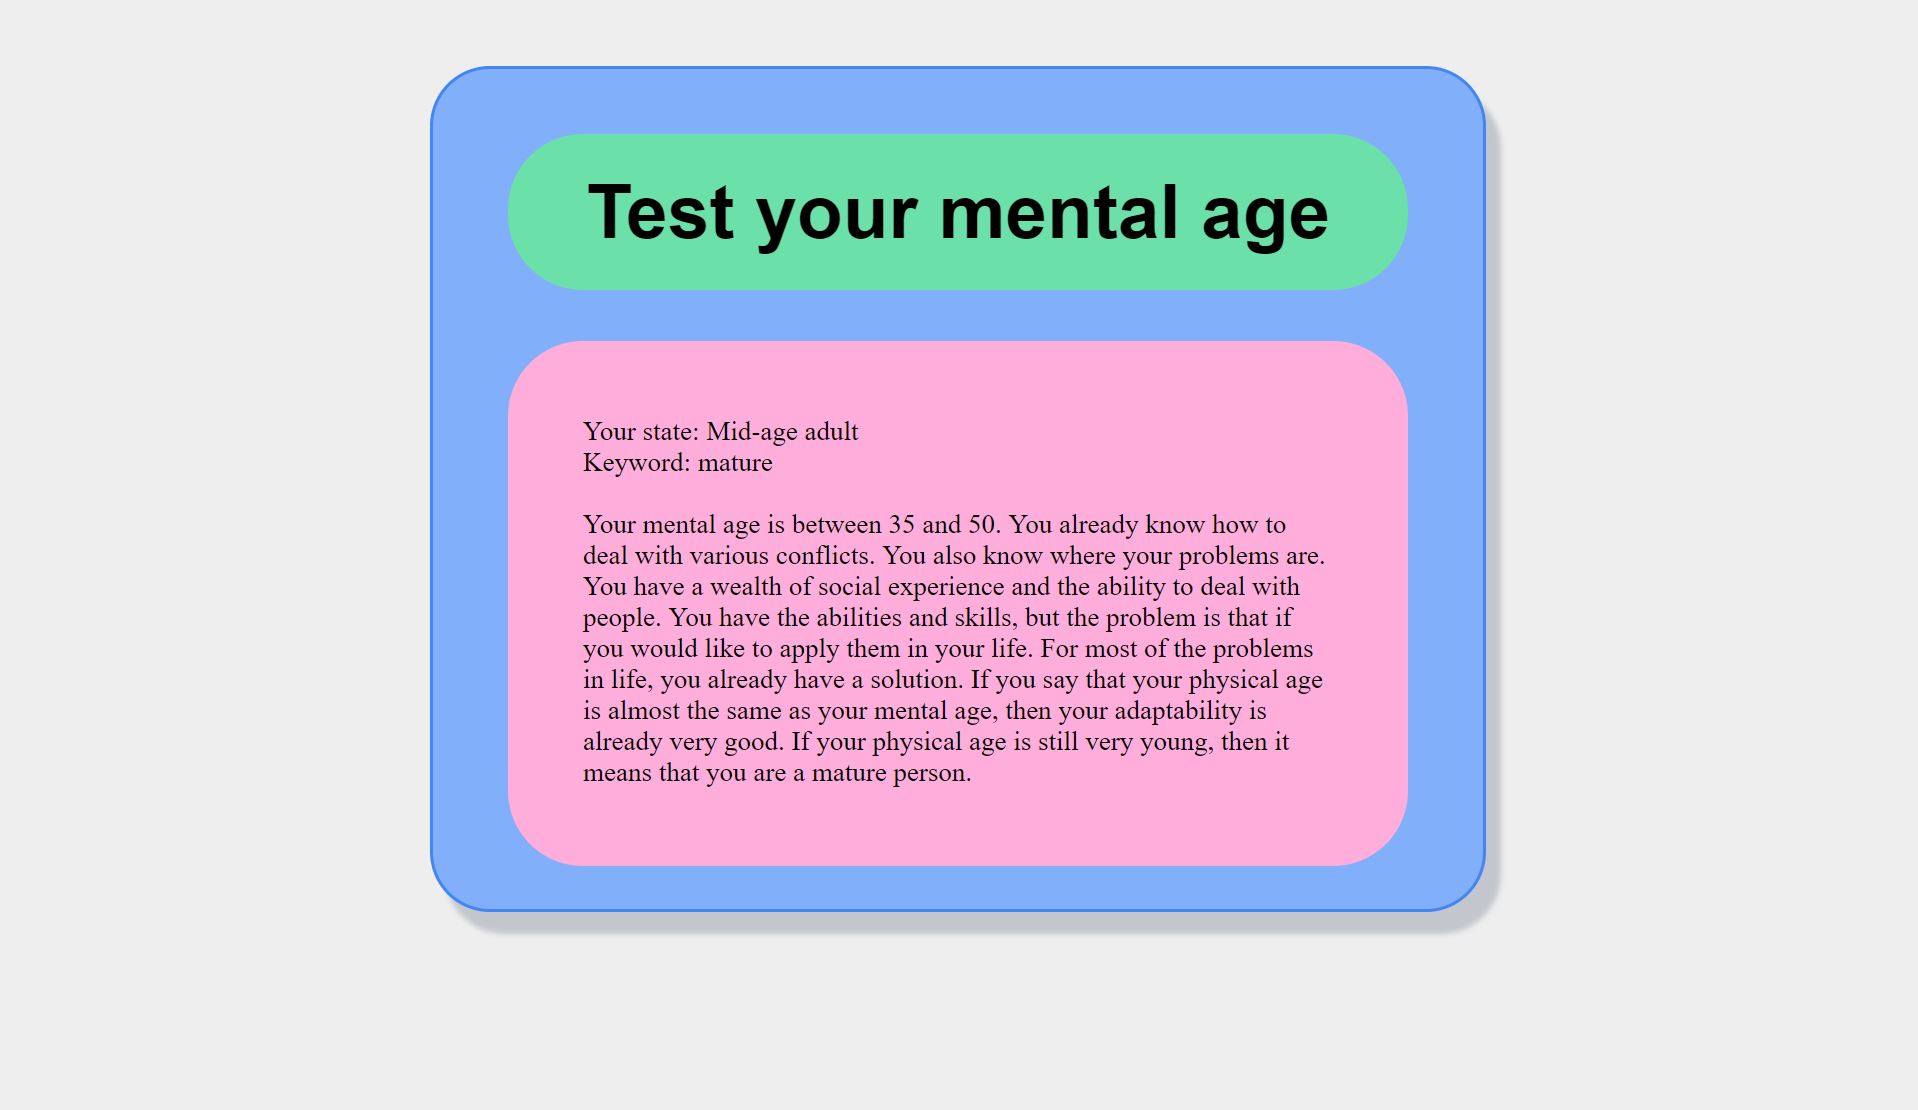 Test your mental age
Your state: Mid-age adult
Keyword: mature
Your mental age is between 35 and 50. You already know how to
deal with various conflicts. You also know where your problems are.
You have a wealth of social experience and the ability to deal with
people. You have the abilities and skills, but the problem is that if
you would like to apply them in your life. For most of the problems
in life, you already have a solution. If you say that your physical age
is almost the same as your mental age, then your adaptability is
already very good. If your physical age is still very young, then it
means that you are a mature person.